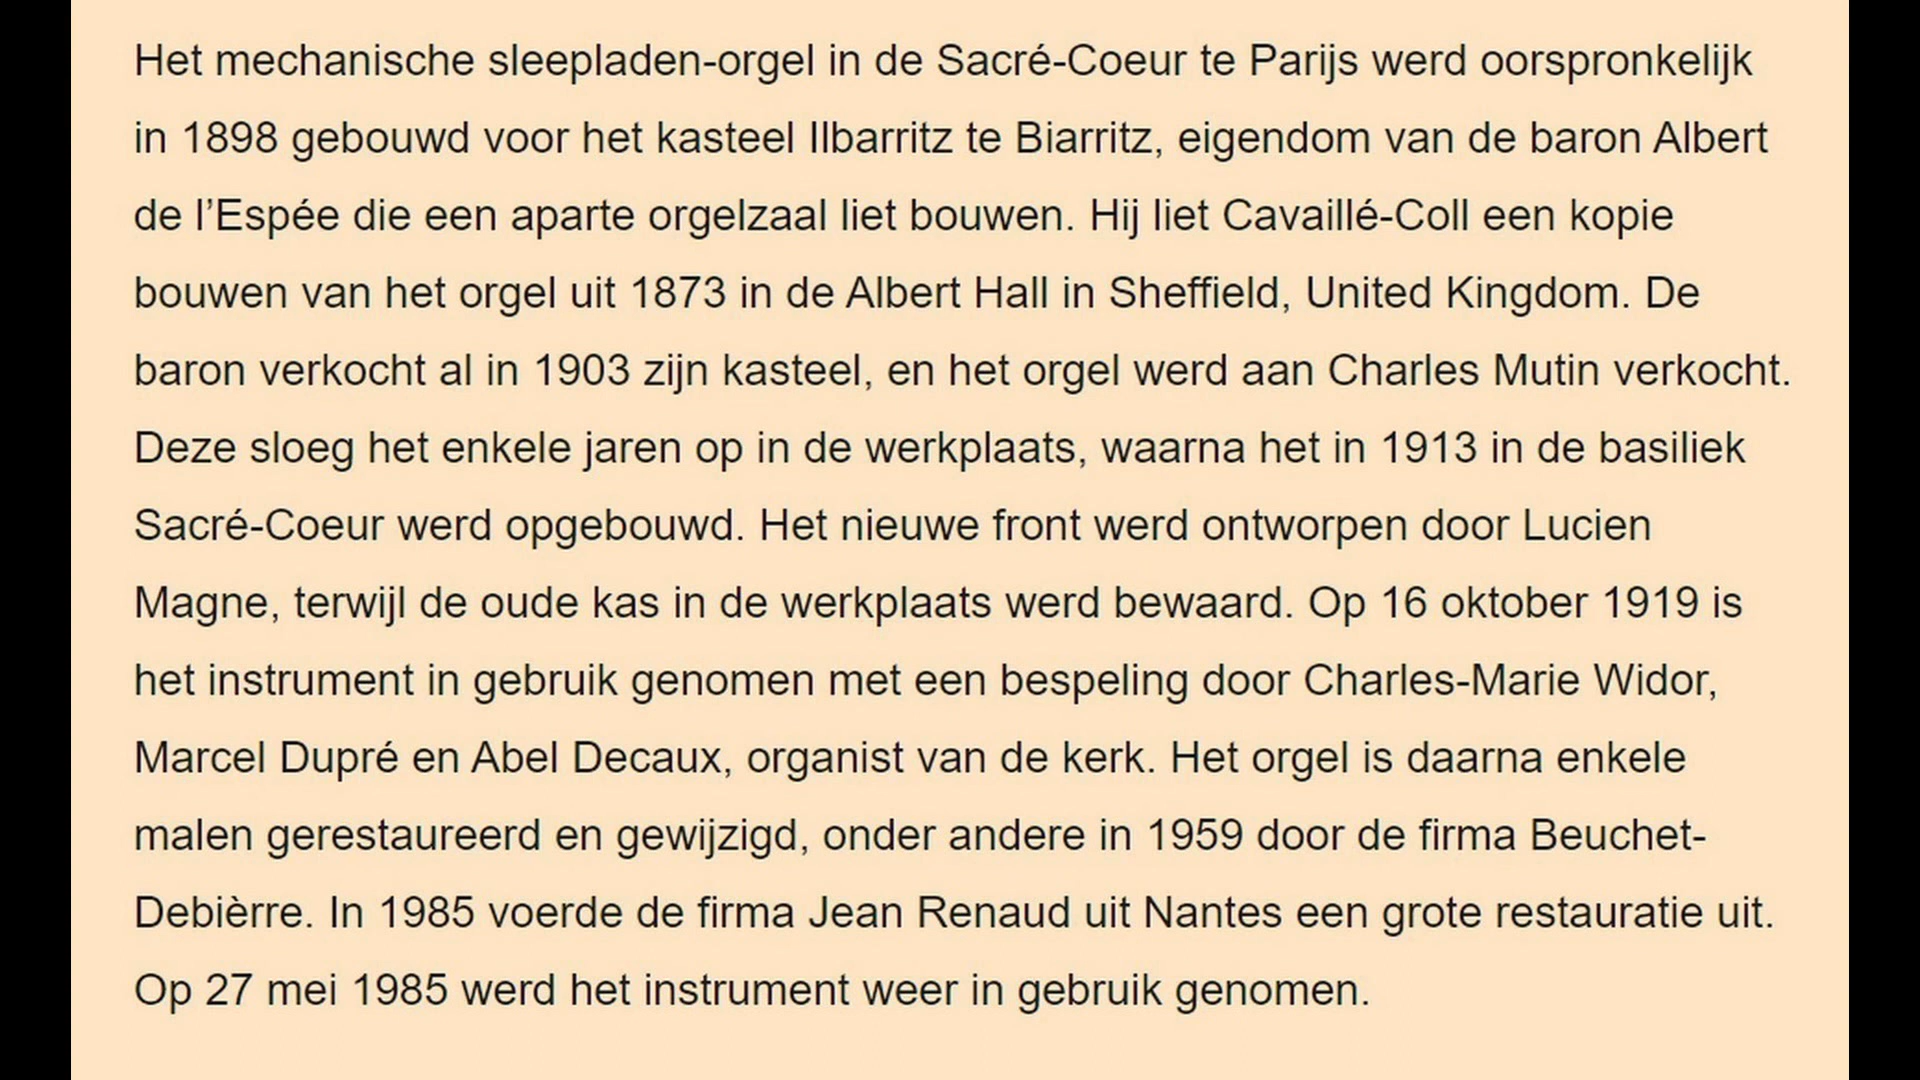 Het mechanische sleepladen-orgel in de Sacré-Coeur te Parijs werd oorspronkelijk
in 1898 gebouwd voor het kasteel Ilbarritz te Biarritz, eigendom van de baron Albert
de l’Espée die een aparte orgelzaal liet bouwen. Hij liet Cavaillé-Coll een kopie
bouwen van het orgel uit 1873 in de Albert Hall in Sheffield, United Kingdom. De
baron verkocht al in 1903 zijn kasteel, en het orgel werd aan Charles Mutin verkocht.
Deze sloeg het enkele jaren op in de werkplaats, waarna het in 1913 in de basiliek
Sacré-Coeur werd opgebouwd. Het nieuwe front werd ontworpen door Lucien
Magne, terwijl de oude kas in de werkplaats werd bewaard. Op 16 oktober 1919 is
het instrument in gebruik genomen met een bespeling door Charles-Marie Widor,
Marcel Dupré en Abel Decaux, organist van de kerk. Het orgel is daarna enkele
malen gerestaureerd en gewijzigd, onder andere in 1959 door de firma Beuchet-
Debièrre. In 1985 voerde de firma Jean Renaud uit Nantes een grote restauratie uit.
Op 27 mei 1985 werd het instrument weer in gebruik genomen.